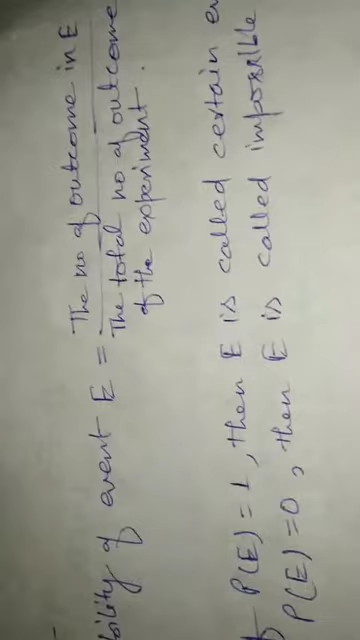 The no of outcome in E
bility of event E =
The total no of outcome
of the experiment.
P(E) = 1, then E is called certain
P(E) = 0, then E is called impossible